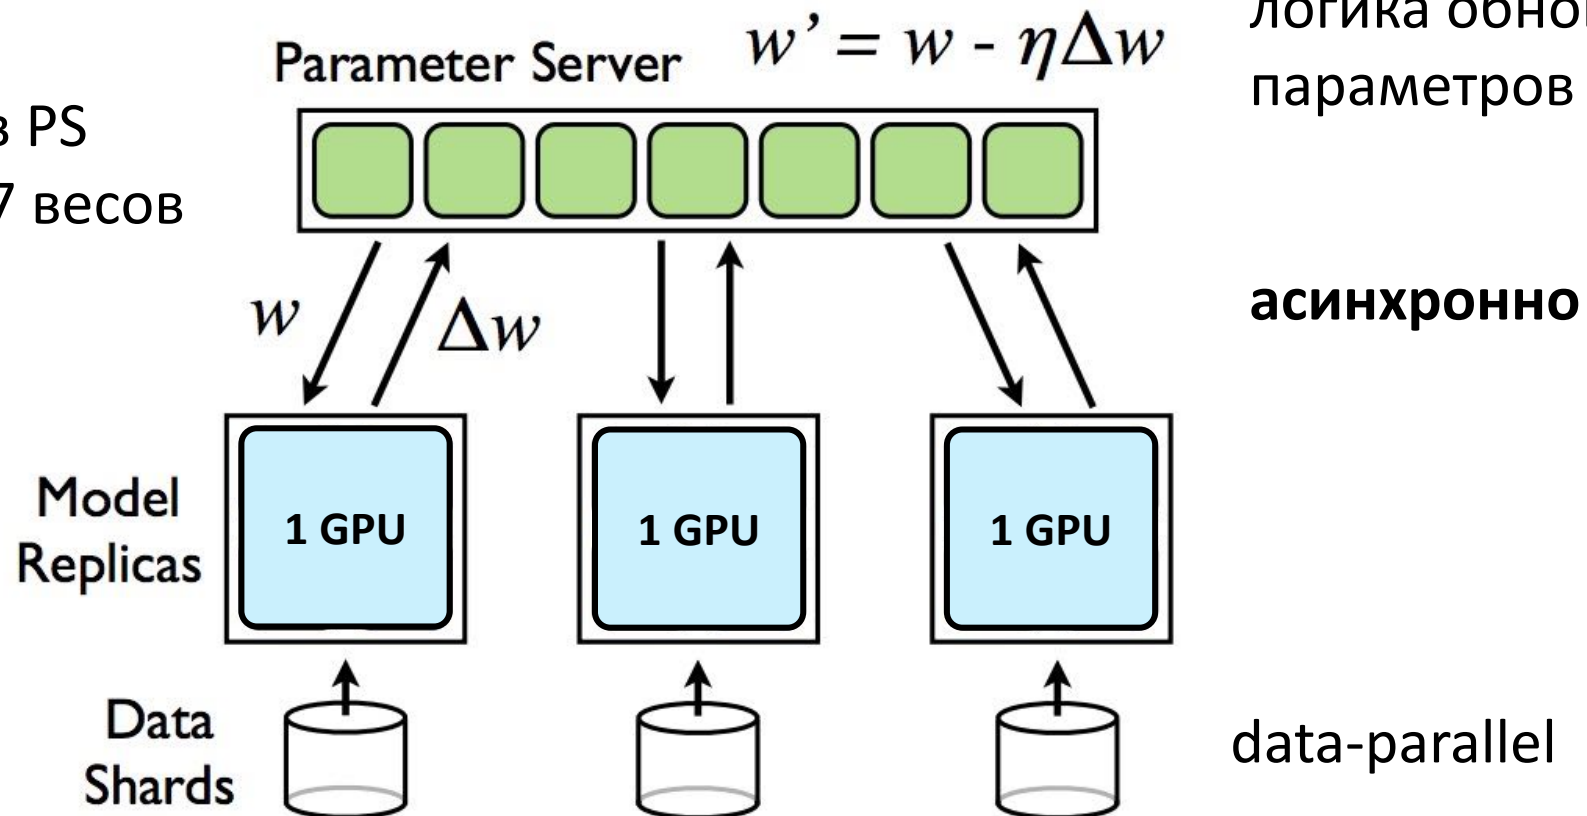 логика
параметров
Parameter Server
w' = w - ηΔw
в PS
7 весов
w
Δw
асинхронно
Model
Replicas
1 GPU
1 GPU
1 GPU
Data
Shards
data-parallel